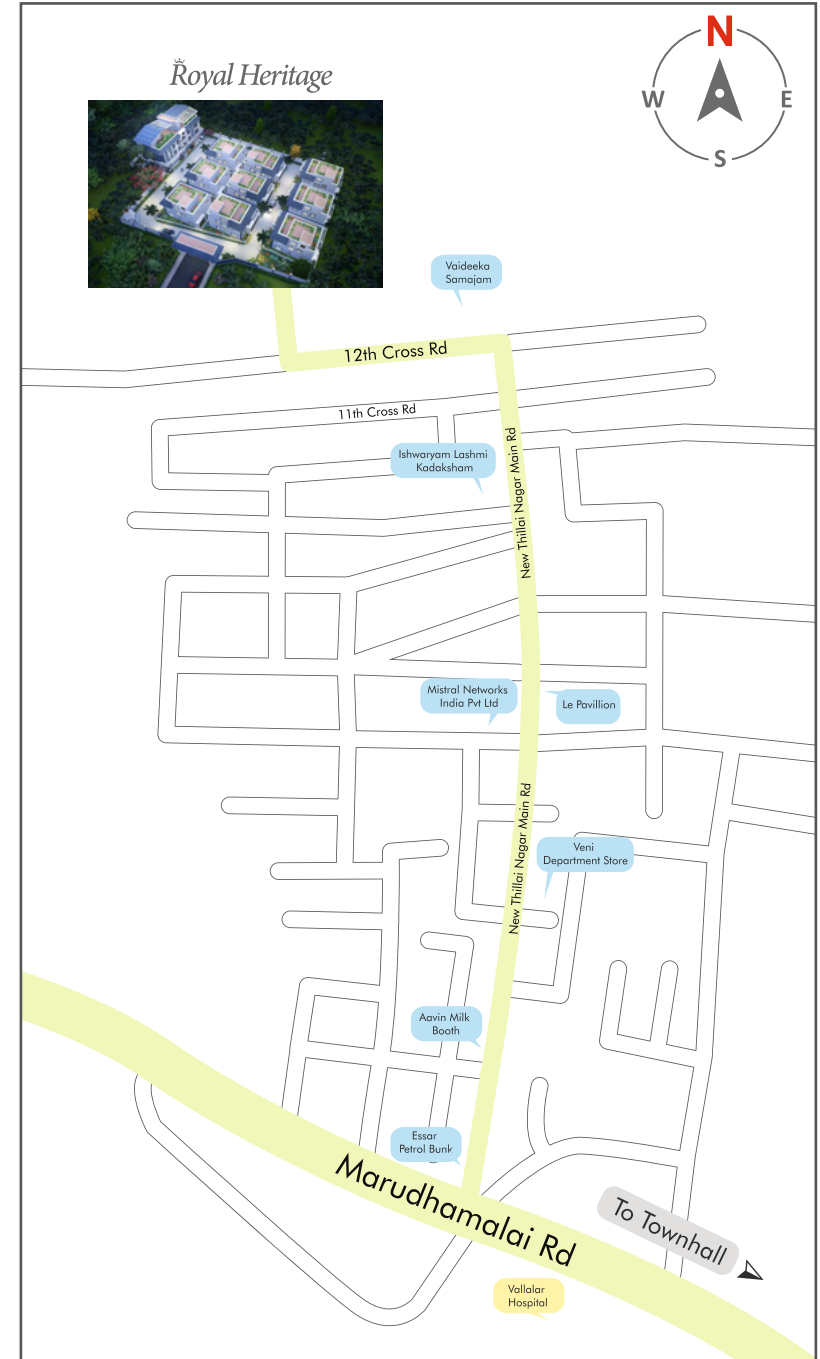 N
Royal Heritage
W
E
S
Vaideeka
Samajam
12th Cross Rd
11th Cross Rd
Ishwaryam Lashmi
Kadaksham
New Thillai Nagar Main Rd
Mistral Networks
India Pvt Ltd
Le Pavillion
New Thillai Nagar Main Rd
Veni
Department Store
Aavin Milk
Booth
Essar
Petrol Bunk
Marudhamalai Rd
To Townhall
Vallalar
Hospital